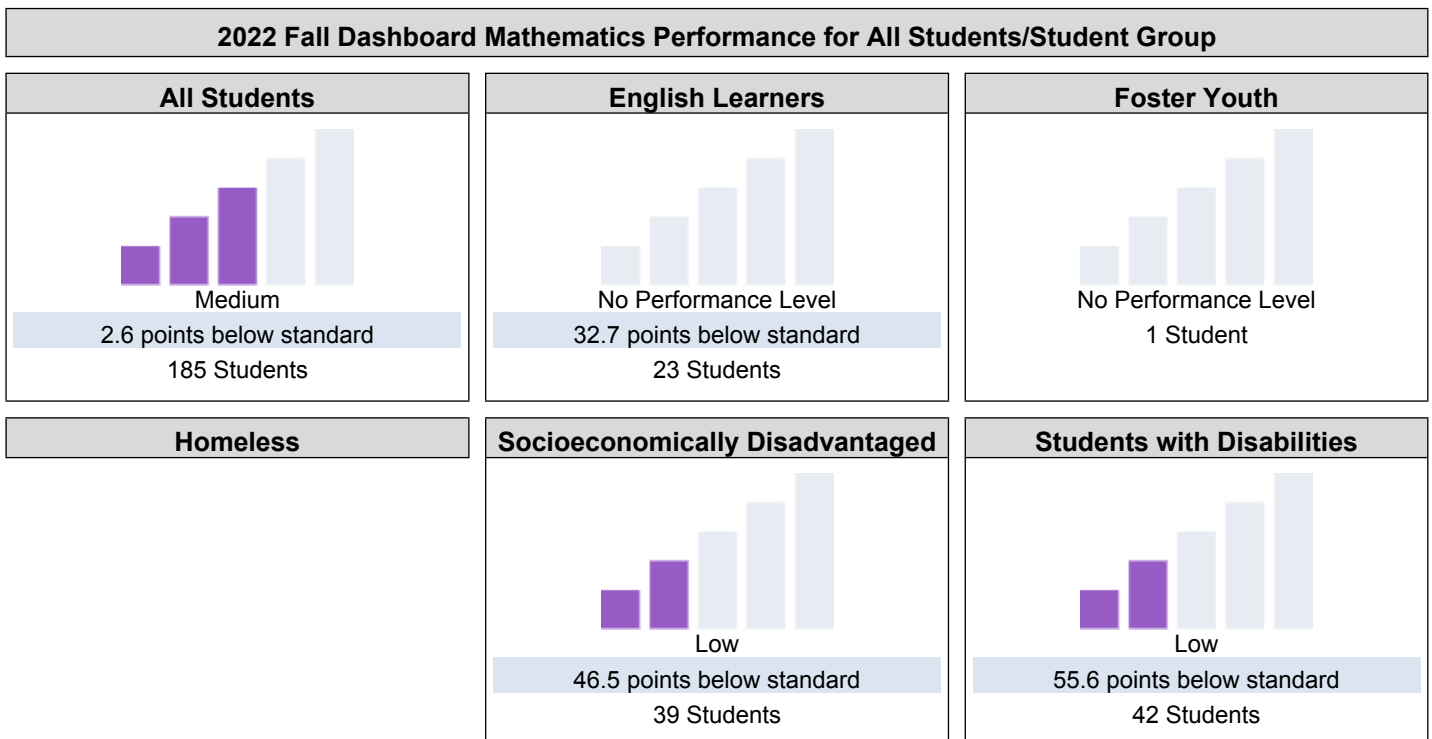 2022 Fall Dashboard Mathematics Performance for All Students/Student Group
All Students
Medium
2.6 points below standard
185 Students
English Learners
No Performance Level
32.7 points below standard
23 Students
Foster Youth
No Performance Level
1 Student
Homeless
Socioeconomically Disadvantaged
Low
46.5 points below standard
39 Students
Students with Disabilities
Low
55.6 points below standard
42 Students